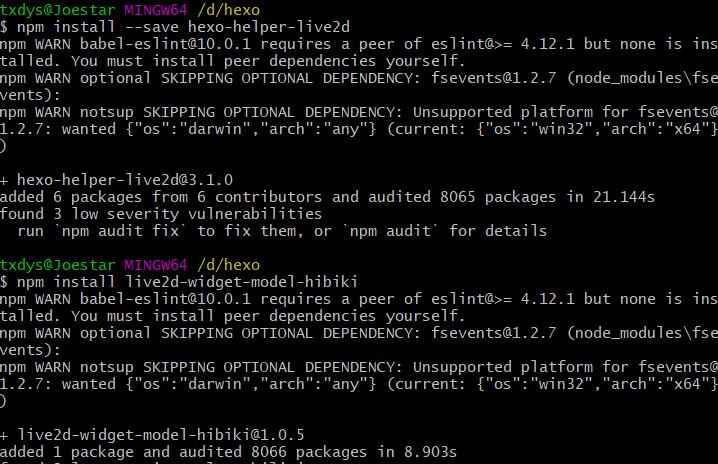 txdys@Joestar MINGW64 /d/hexo
$ npm install --save hexo-helper-live2d
npm WARN babel-eslint@10.0.1 requires a peer of eslint@>= 4.12.1 but none is ins
talled. You must install peer dependencies yourself.
npm WARN optional SKIPPING OPTIONAL DEPENDENCY: fsevents@1.2.7 (node_modules\fse
vents):
npm WARN notsup SKIPPING OPTIONAL DEPENDENCY: Unsupported platform for fsevents@
1.2.7: wanted {"os":"darwin","arch":"any"} (current: {"os":"win32","arch":"x64"}
)
+ hexo-helper-live2d@3.1.0
added 6 packages from 6 contributors and audited 8065 packages in 21.144s
found 3 low severity vulnerabilities
run `npm audit fix` to fix them, or `npm audit` for details
txdys@Joestar MINGW64 /d/hexo
$ npm install live2d-widget-model-hibiki
npm WARN babel-eslint@10.0.1 requires a peer of eslint@>= 4.12.1 but none is ins
talled. You must install peer dependencies yourself.
npm WARN optional SKIPPING OPTIONAL DEPENDENCY: fsevents@1.2.7 (node_modules\fse
vents):
npm WARN notsup SKIPPING OPTIONAL DEPENDENCY: Unsupported platform for fsevents@
1.2.7: wanted {"os":"darwin","arch":"any"} (current: {"os":"win32","arch":"x64"}
)
+ live2d-widget-model-hibiki@1.0.5
added 1 package and audited 8066 packages in 8.903s